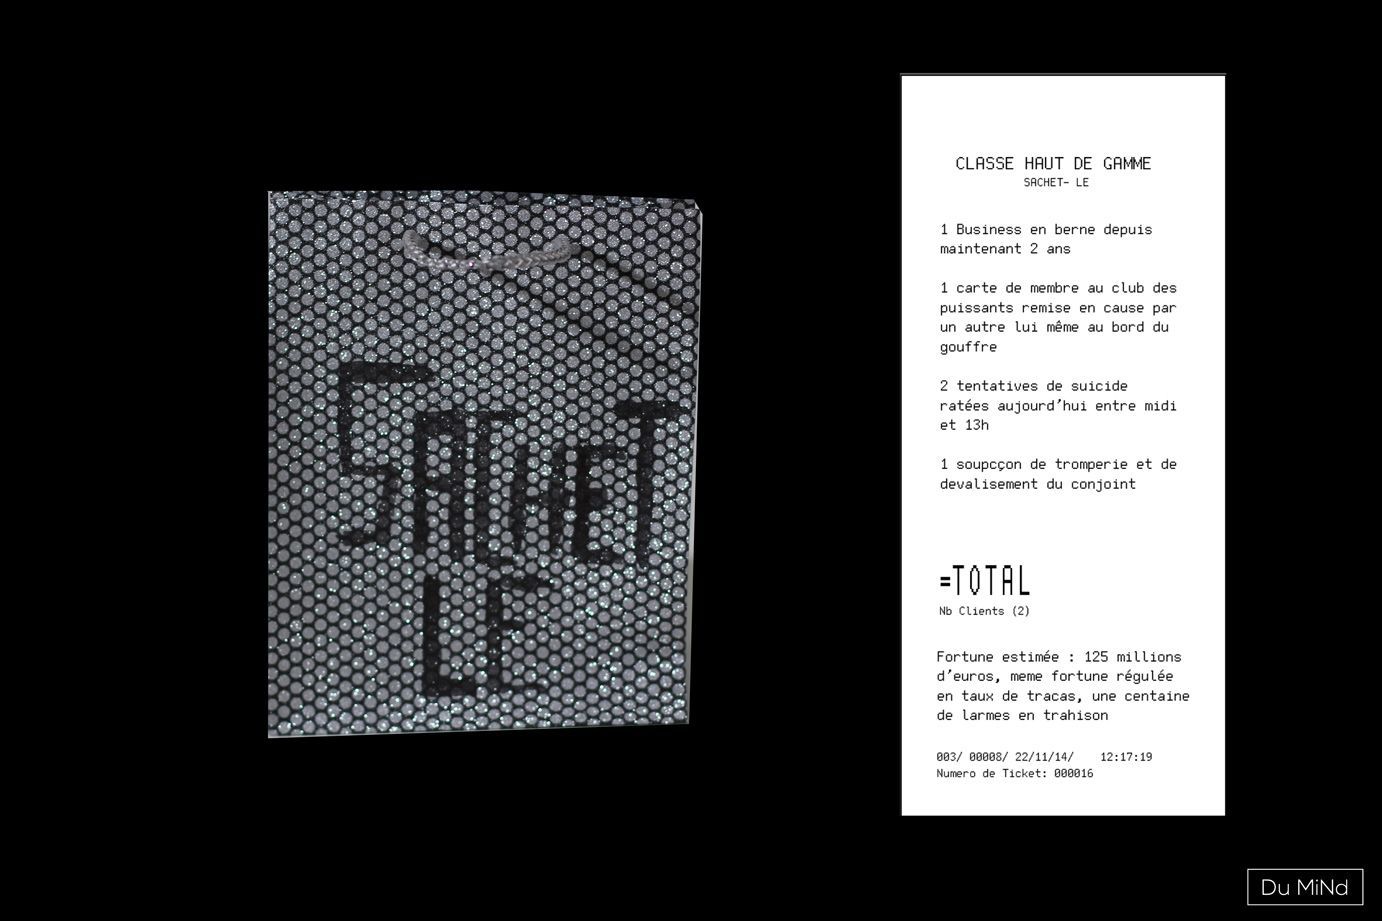 SACHET
LE
CLASSE HAUT DE GAMME
SACHET- LE
1 Business en berne depuis
maintenant 2 ans
1 carte de membre au club des
puissants remise en cause par
un autre lui même au bord du
gouffre
2 tentatives de suicide
ratées aujourd’hui entre midi
et 13h
1 soupcçon de tromperie et de
devalisement du conjoint
=TOTAL
Nb Clients (2)
Fortune estimée : 125 millions
d’euros, meme fortune régulée
en taux de tracas, une centaine
de larmes en trahison
003/ 00008/ 22/11/14/ 12:17:19
Numero de Ticket: 000016
Du MiNd